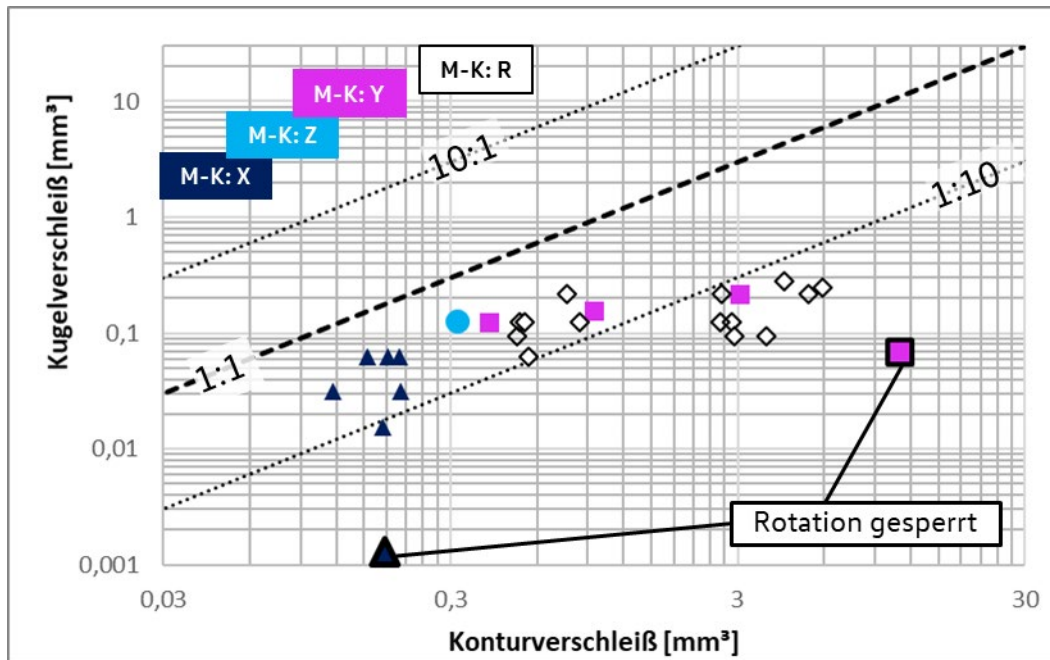 M-K: R
M-K: Y
M-K: Z
M-K: X
10:1
1:1
1:10
Kugelverschleiß [mm³]
10
1
0,1
0,01
0,001
Rotation gesperrt
0,03
0,3
3
30
Konturverschleiß [mm³]